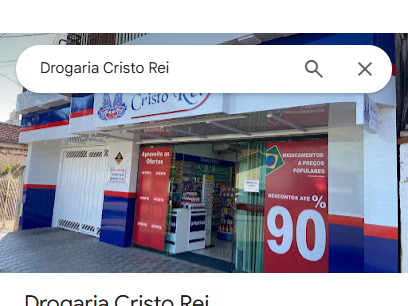 Drogaria Cristo Rei
Cristo Rei
Aproveite as
Ofertas
MEDICAMENTOS
A PREÇOS
POPULARES
DESCONTOS ATÉ %
90
Drogaria Cristo Rei